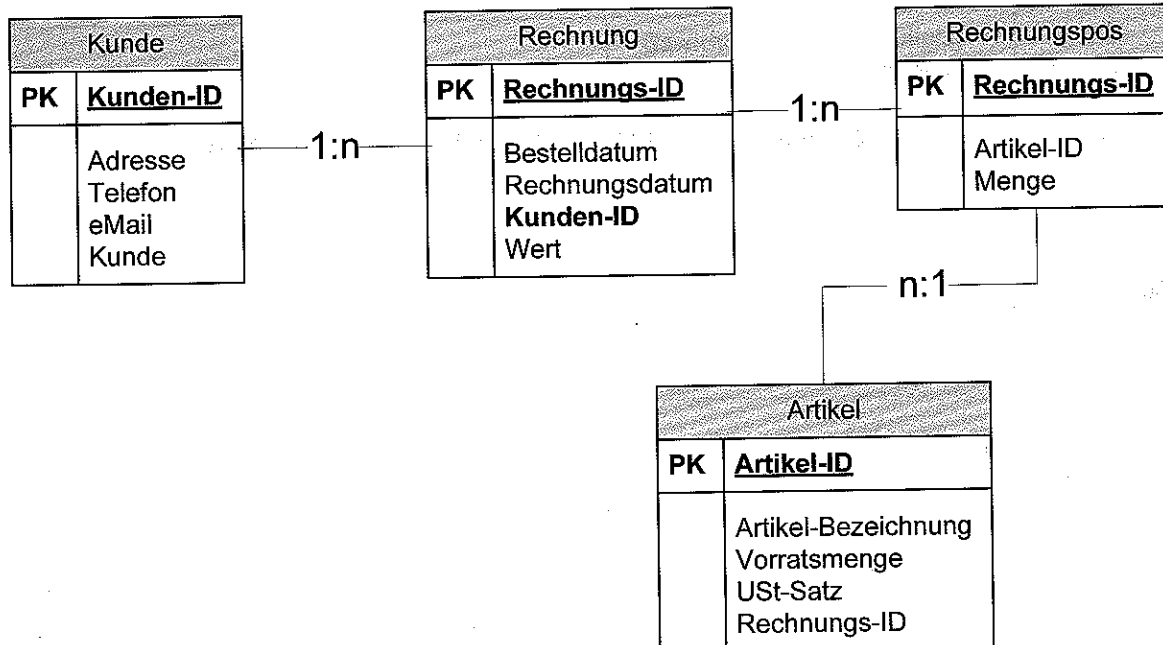 Kunde
PK Kunden-ID
Adresse
Telefon
eMail
Kunde
1:n
Rechnung
PK Rechnungs-ID
Bestelldatum
Rechnungsdatum
Kunden-ID
Wert
1:n
Rechnungspos
PK Rechnungs-ID
Artikel-ID
Menge
n:1
Artikel
PK Artikel-ID
Artikel-Bezeichnung
Vorratsmenge
USt-Satz
Rechnungs-ID